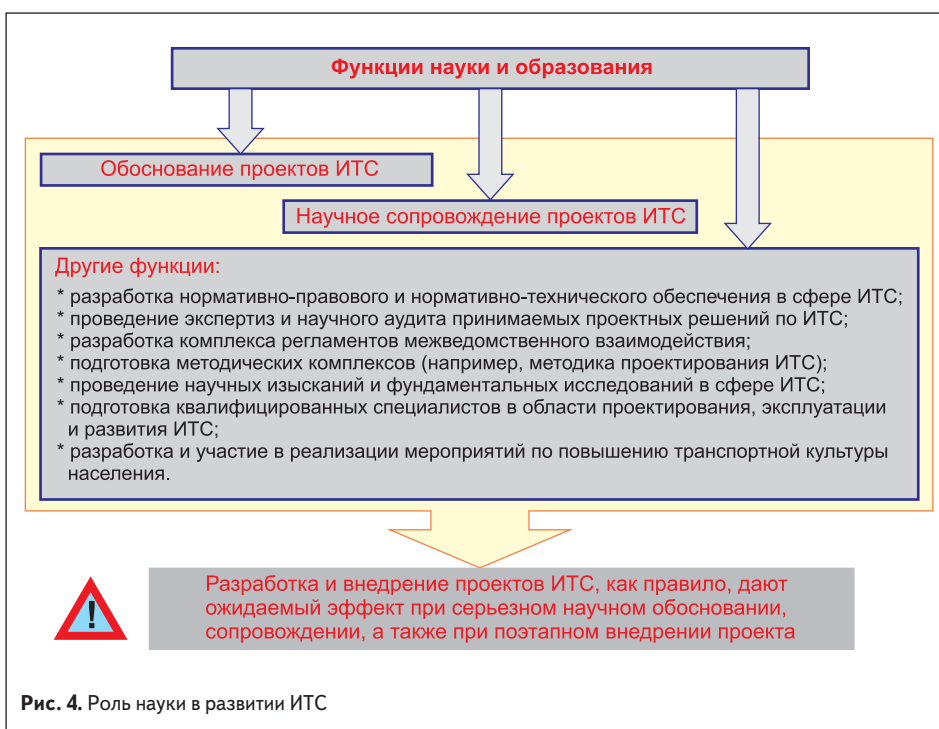 Функции науки и образования
Обоснование проектов ИТС
Научное сопровождение проектов ИТС
Другие функции:
* разработка нормативно-правового и нормативно-технического обеспечения в сфере ИТС;
* проведение экспертиз и научного аудита принимаемых проектных решений по ИТС;
* разработка комплекса регламентов межведомственного взаимодействия;
* подготовка методических комплексов (например, методика проектирования ИТС);
* проведение научных изысканий и фундаментальных исследований в сфере ИТС;
* подготовка квалифицированных специалистов в области проектирования, эксплуатации
и развития ИТС;
* разработка и участие в реализации мероприятий по повышению транспортной культуры
населения.
!
Разработка и внедрение проектов ИТС, как правило, дают
ожидаемый эффект при серьезном научном обосновании,
сопровождении, а также при поэтапном внедрении проекта
Рис. 4. Роль науки в развитии ИТС